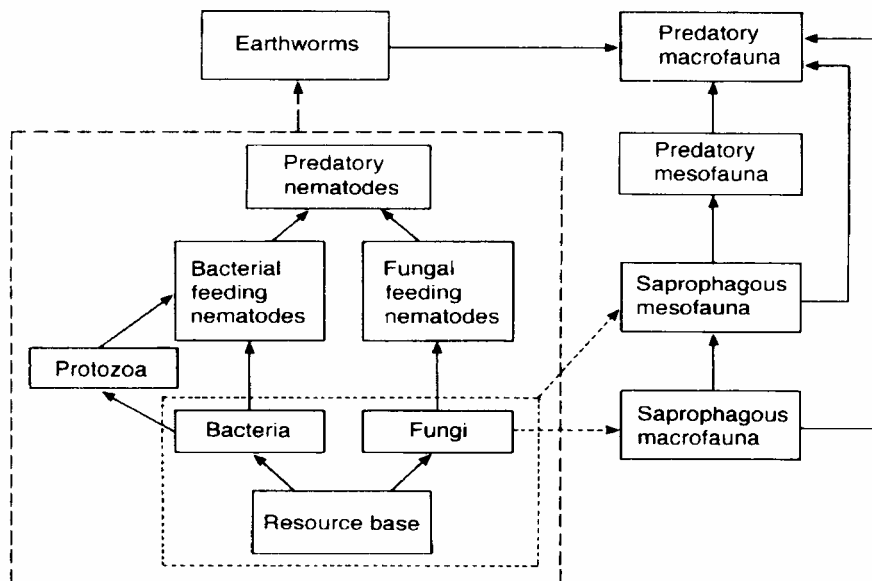 Earthworms
Predatory
macrofauna
Predatory
nematodes
Predatory
mesofauna
Bacterial
feeding
nematodes
Fungal
feeding
nematodes
Saprophagous
mesofauna
Protozoa
Bacteria
Fungi
Saprophagous
macrofauna
Resource base